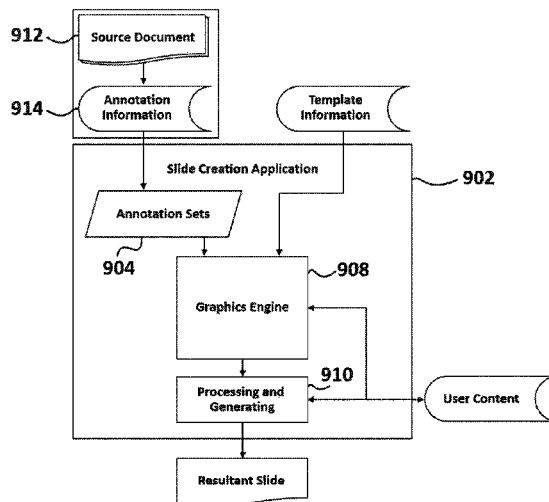 912
Source Document
914
Annotation
Information
Template
Information
Slide Creation Application
902
Annotation Sets
904
908
Graphics Engine
910
Processing and
Generating
User Content
Resultant Slide